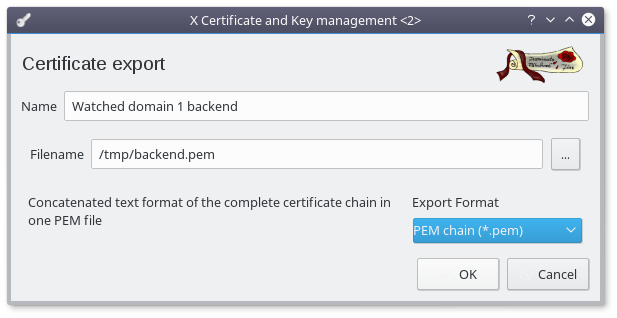 X Certificate and Key management <2>
Certificate export
Name
Watched domain 1 backend
Filename
/tmp/backend.pem
...
Concatenated text format of the complete certificate chain in
one PEM file
Export Format
PEM chain (*.pem)
OK
Cancel